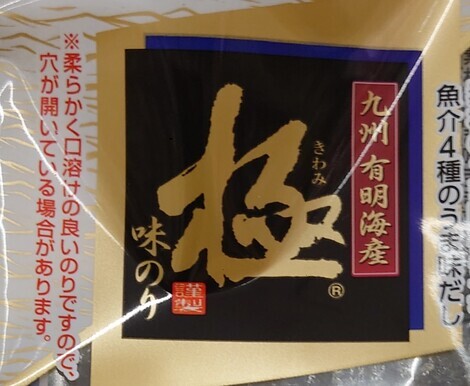 魚介4種のうま味だし
九州 有明海産
極
きわみ
®
味のり
謹製
※柔らかく口溶けの良いのりですので、
穴が開いている場合があります。